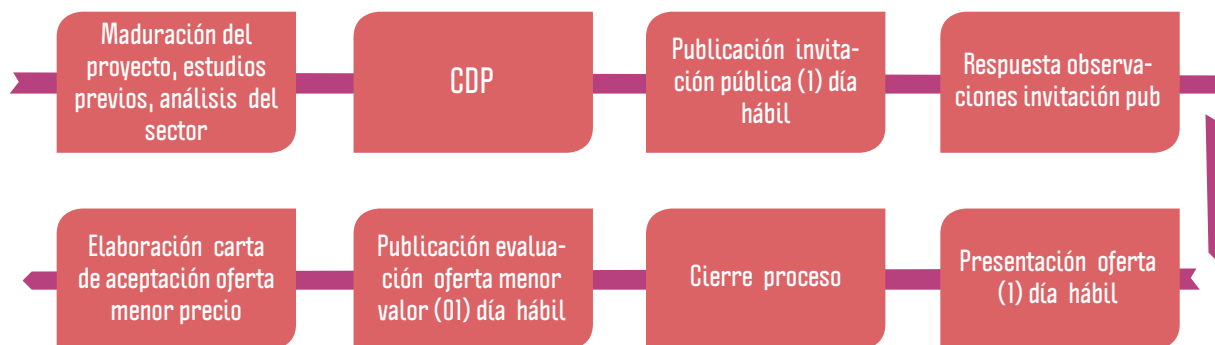 Maduración del
proyecto, estudios
previos, análisis del
sector
CDP
Publicación invita-
ción pública (1) día
hábil
Respuesta observa-
ciones invitación pub
Presentación oferta
(1) día hábil
Cierre proceso
Publicación evalua-
ción oferta menor
valor (01) día hábil
Elaboración carta
de aceptación oferta
menor precio